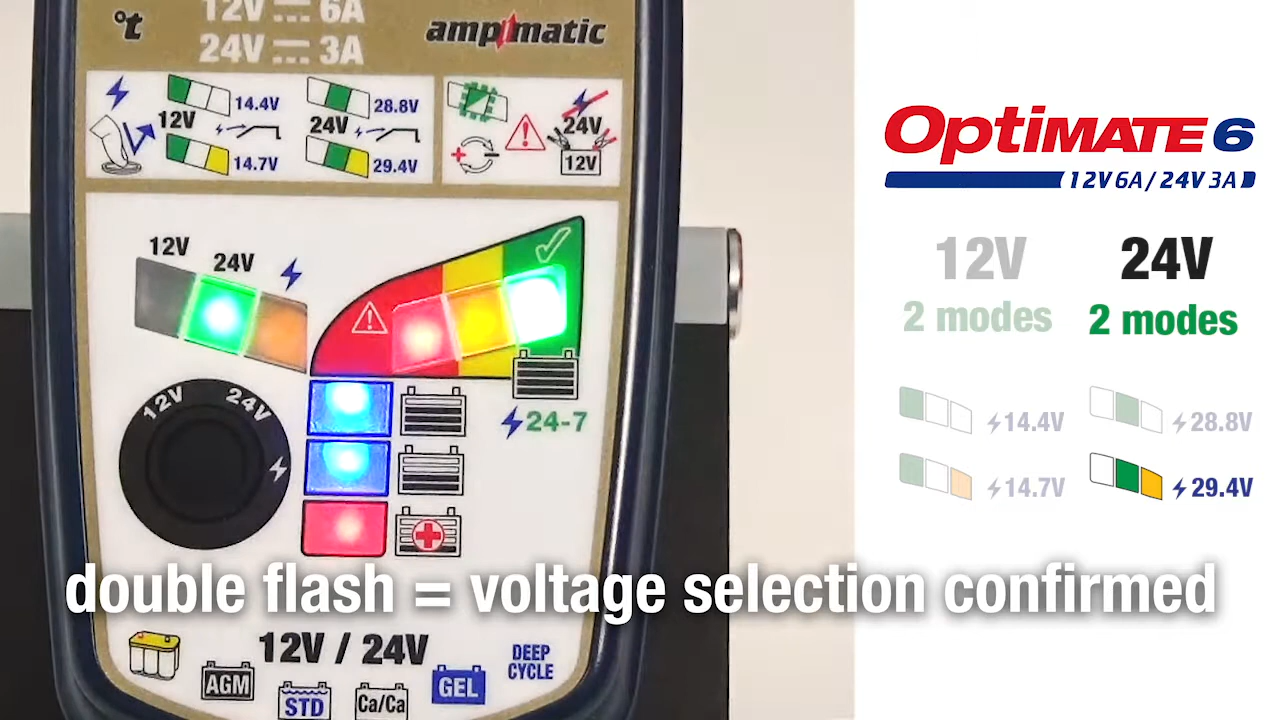 12V 6A
°t
24V 3A
ampmatic
14.4V
28.8V
12V
24V
24V
14.7V
29.4V
12V
12V
24V
24-7
12V
24V
12V / 24V
AGM
STD
Ca/Ca
GEL
DEEP
CYCLE
OptiMATE 6
12V 6A / 24V 3A
12V
24V
2 modes
2 modes
14.4V
28.8V
14.7V
29.4V
double flash = voltage selection confirmed